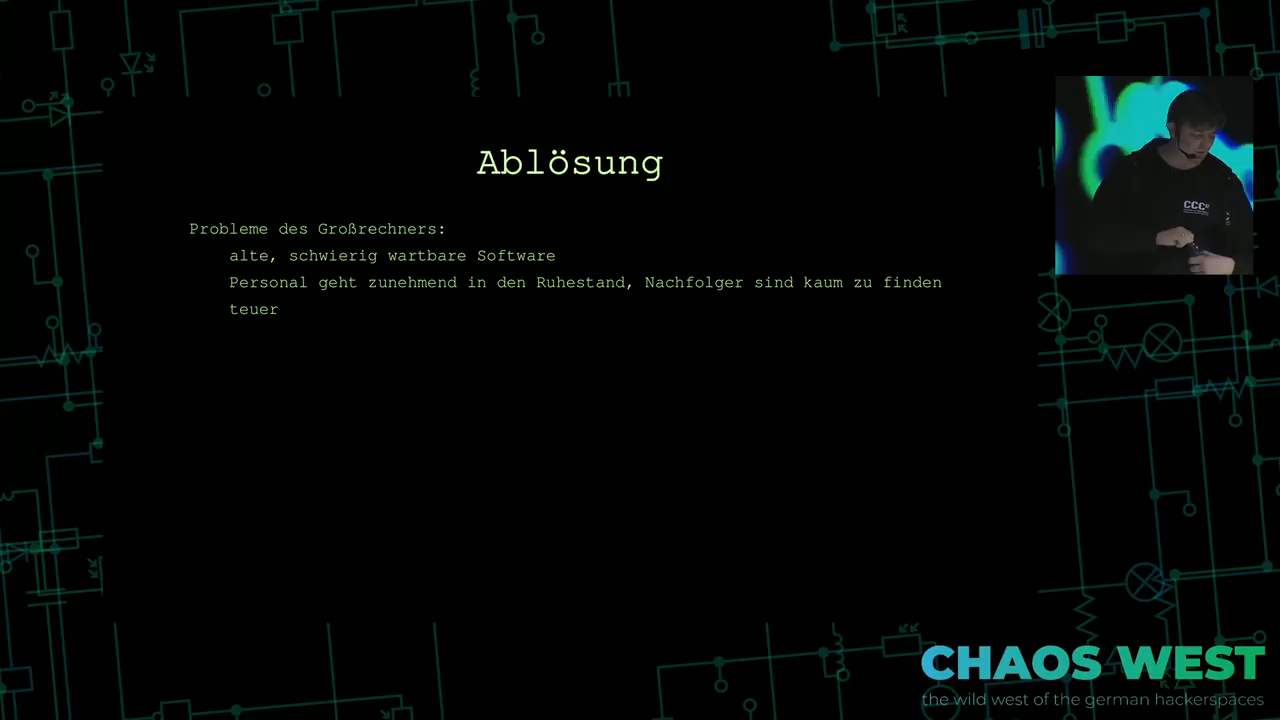 Ablösung
Probleme des Großrechners:
alte, schwierig wartbare Software
Personal geht zunehmend in den Ruhestand, Nachfolger sind kaum zu finden
teuer
CCC
CHAOS WEST
the wild west of the german hackerspaces